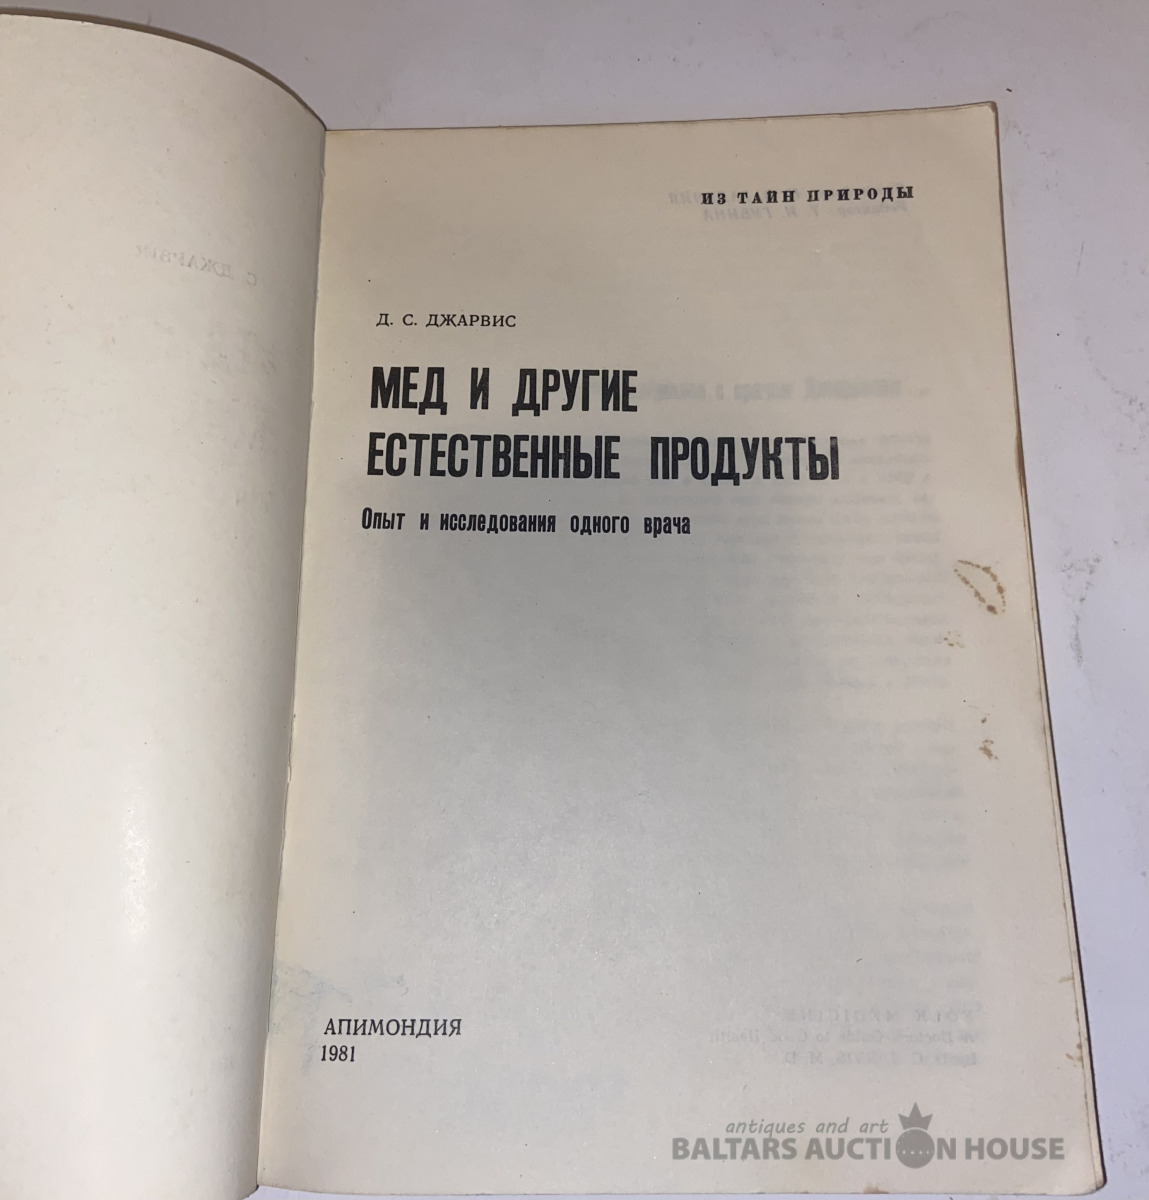 ИЗ ТАЙН ПРИРОДЫ
Д. С. ДЖАРВИС
МЕД И ДРУГИЕ
ЕСТЕСТВЕННЫЕ ПРОДУКТЫ
Опыт и исследования одного врача
АПИМОНДИЯ
1981
antiques and art
BALTARS AUCTION HOUSE